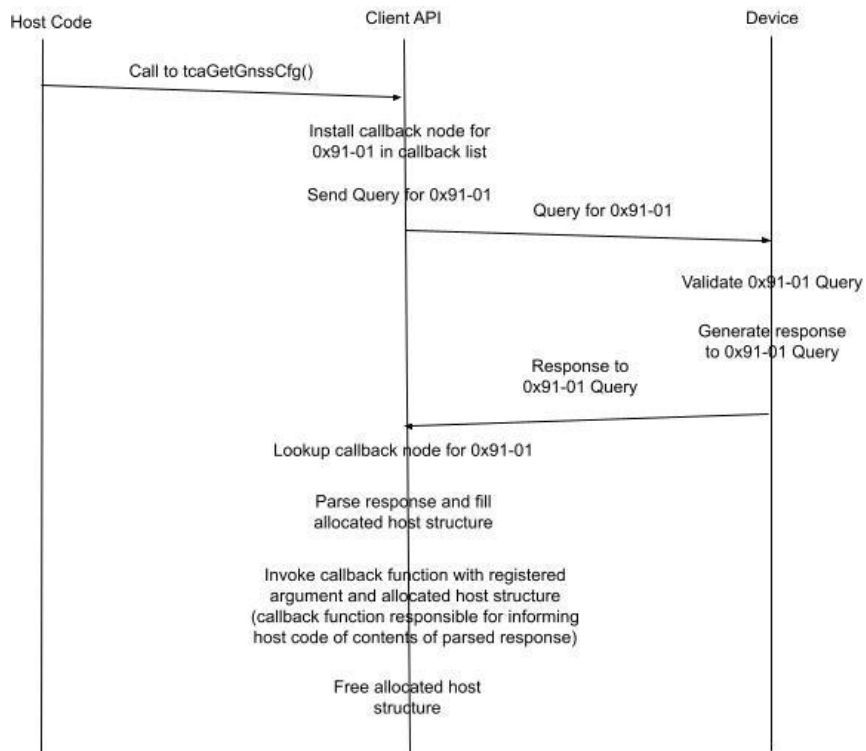 Host Code
Client API
Device
Call to tcaGetGnssCfg()
Install callback node for
0x91-01 in callback list
Send Query for 0x91-01
Query for 0x91-01
Validate 0x91-01 Query
Generate response
to 0x91-01 Query
Response to
0x91-01 Query
Lookup callback node for 0x91-01
Parse response and fill
allocated host structure
Invoke callback function with registered
argument and allocated host structure
(callback function responsible for informing
host code of contents of parsed response)
Free allocated host
structure